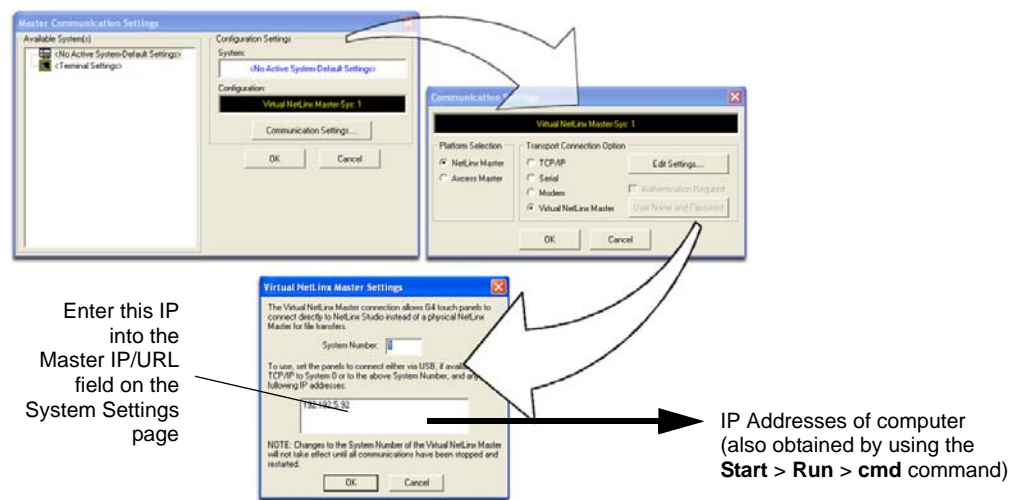 Master Communication Settings
Available System(s)
<No Active System-Default Settings>
<Terminal Settings>
Configuration Settings
System:
<No Active System-Default Settings>
Configuration:
Virtual NetLinx Master-Sys: 1
Communication Settings...
OK
Cancel
Communication
Virtual NetLinx Master-Sys: 1
Platform Selection
NetLinx Master
Axcess Master
Transport Connection Option
TCP/IP
Serial
Modem
Virtual NetLinx Master
Edit Settings...
Authentication Required
User Name and Password
OK
Cancel
Virtual NetLinx Master Settings
The Virtual NetLinx Master connection allows G4 touch panels to
connect directly to NetLinx Studio instead of a physical NetLinx
Master for file transfers.
System Number:
To use, set the panels to connect either via USB, if
TCP/IP to System 0 or to the above System Number, and
following IP addresses:
192.192.5.92
NOTE: Changes to the System Number of the Virtual NetLinx Master
will not take effect until all communications have been stopped and
restarted.
OK
Cancel
Enter this IP
into the
Master IP/URL
field on the
System Settings
page
IP Addresses of computer
(also obtained by using the
Start > Run > cmd command)